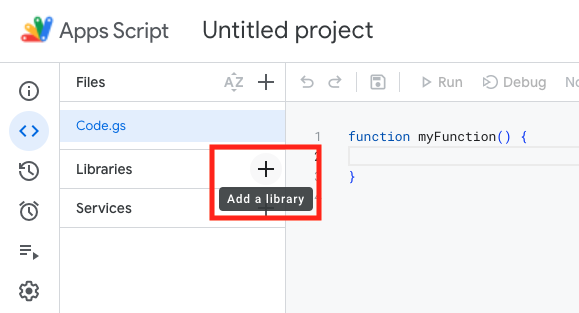 Apps Script Untitled project
Files AZ Run Debug No
Code.gs
1 function myFunction() {
2
Libraries
3 }
Add a library
Services